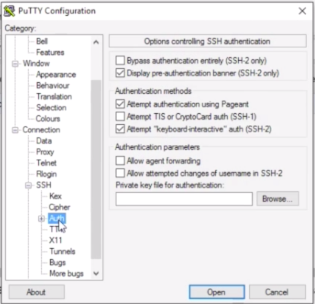 PuTTY Configuration
Category:
Bell
Features
Window
Appearance
Behaviour
Translation
Selection
Colours
Connection
Data
Proxy
Telnet
Rlogin
SSH
Kex
Cipher
Auth
TTY
X11
Tunnels
Bugs
More bugs
Options controlling SSH authentication
Bypass authentication entirely (SSH-2 only)
Display pre-authentication banner (SSH-2 only)
Authentication methods
Attempt authentication using Pageant
Attempt TIS or CryptoCard auth (SSH-1)
Attempt "keyboard-interactive" auth (SSH-2)
Authentication parameters
Allow agent forwarding
Allow attempted changes of username in SSH-2
Private key file for authentication:
Browse...
About
Open
Cancel